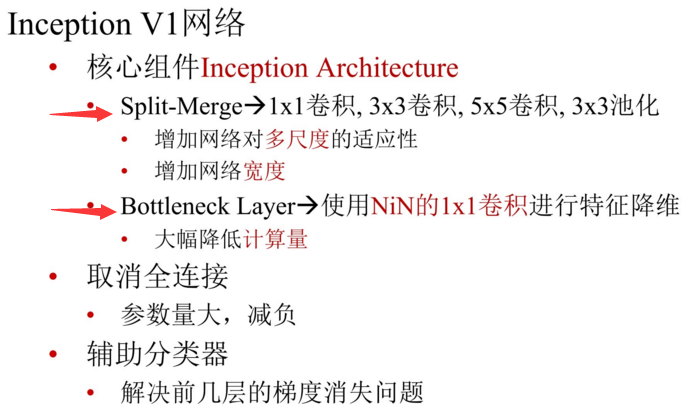 Inception V1网络
• 核心组件Inception Architecture
• Split-Merge→1x1卷积, 3x3卷积, 5x5卷积, 3x3池化
• 增加网络对多尺度的适应性
• 增加网络宽度
• Bottleneck Layer→使用NiN的1x1卷积进行特征降维
• 大幅降低计算量
• 取消全连接
• 参数量大，减负
• 辅助分类器
• 解决前几层的梯度消失问题